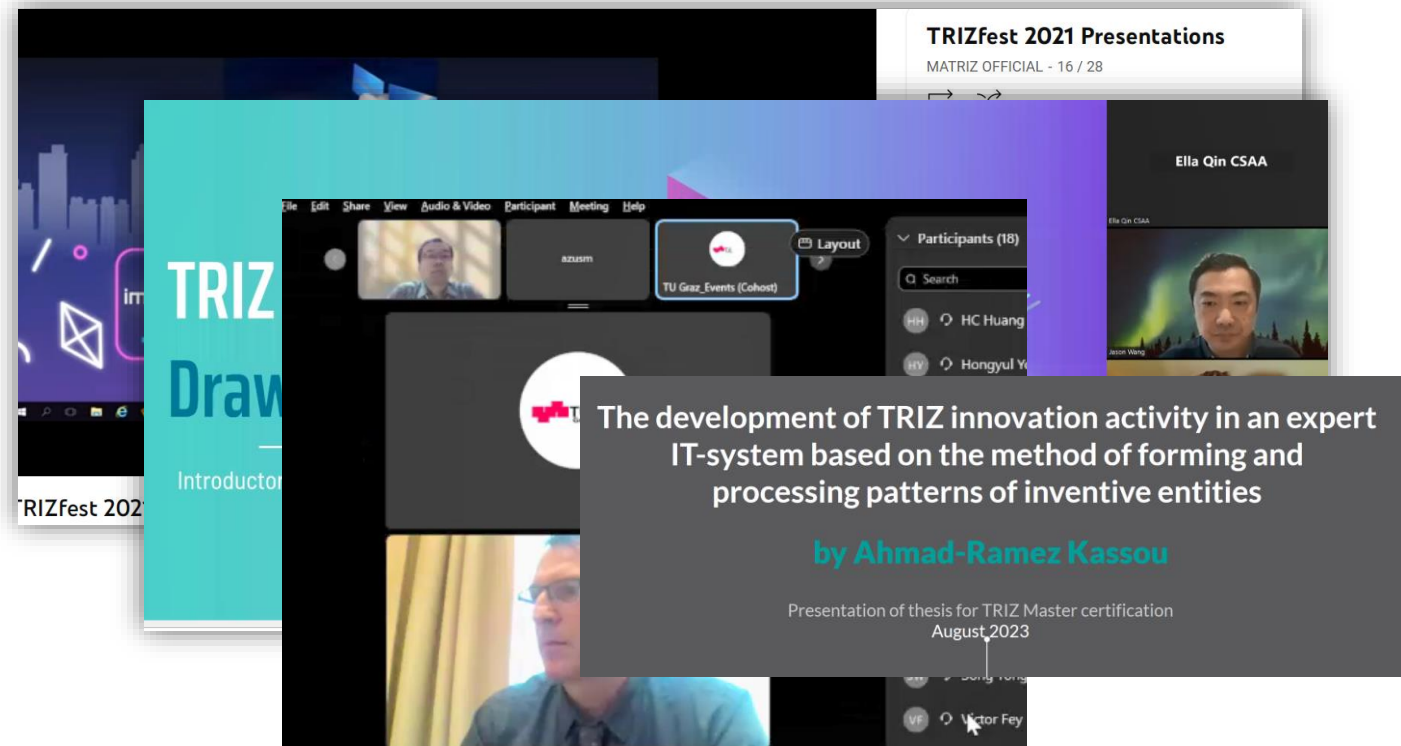 TRIZfest 2021 Presentations
MATRIZ OFFICIAL - 16 / 28
Ella Qin CSAA
Ella Qin CSAA
File Edit Share View Audio & Video Participant Meeting Help
azusm
TU Graz_Events (Cohost)
Layout
Participants (18)
Search
HH HC Huang
HY Hongyul
Jason Wang
TRIZ
Draw
Introductor
im
TRIZfest 202
The development of TRIZ innovation activity in an expert
IT-system based on the method of forming and
processing patterns of inventive entities
by Ahmad-Ramez Kassou
Presentation of thesis for TRIZ Master certification
August 2023
VF Victor Fey